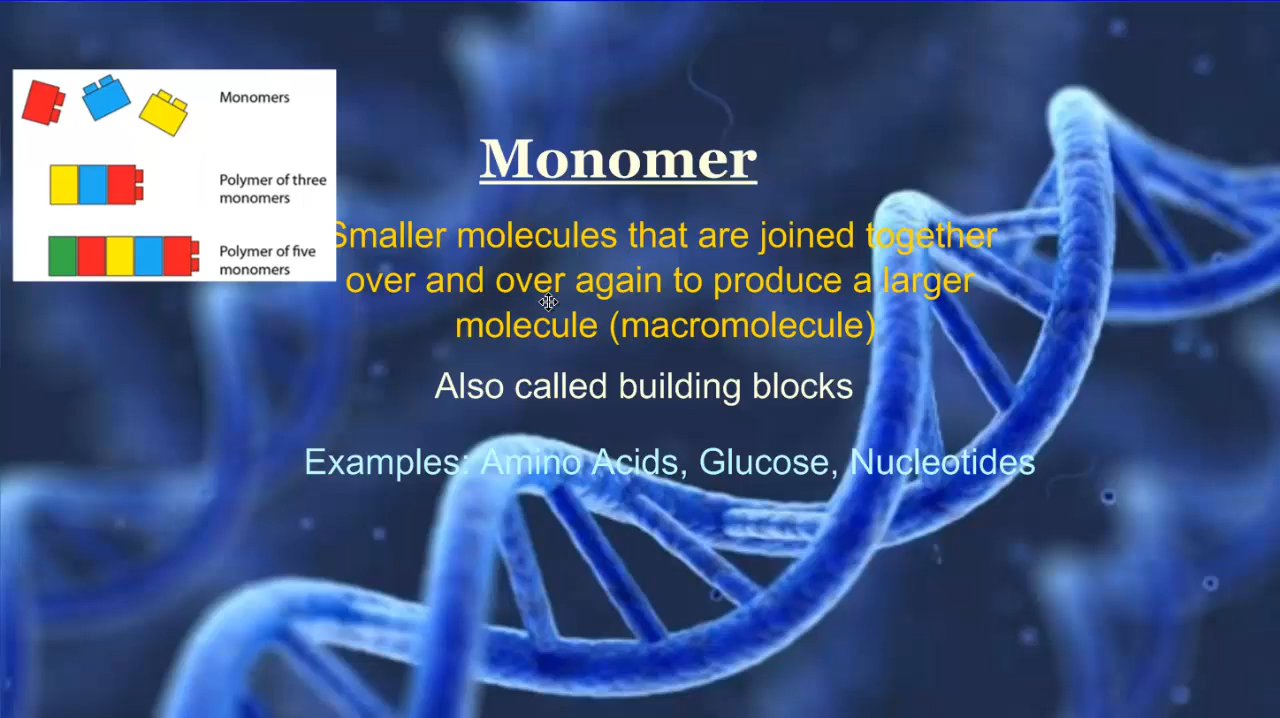 Monomers
Polymer of three
monomers
Polymer of five
monomers
Monomer
Smaller molecules that are joined together
over and over again to produce a larger
molecule (macromolecule)
Also called building blocks
Examples: Amino Acids, Glucose, Nucleotides